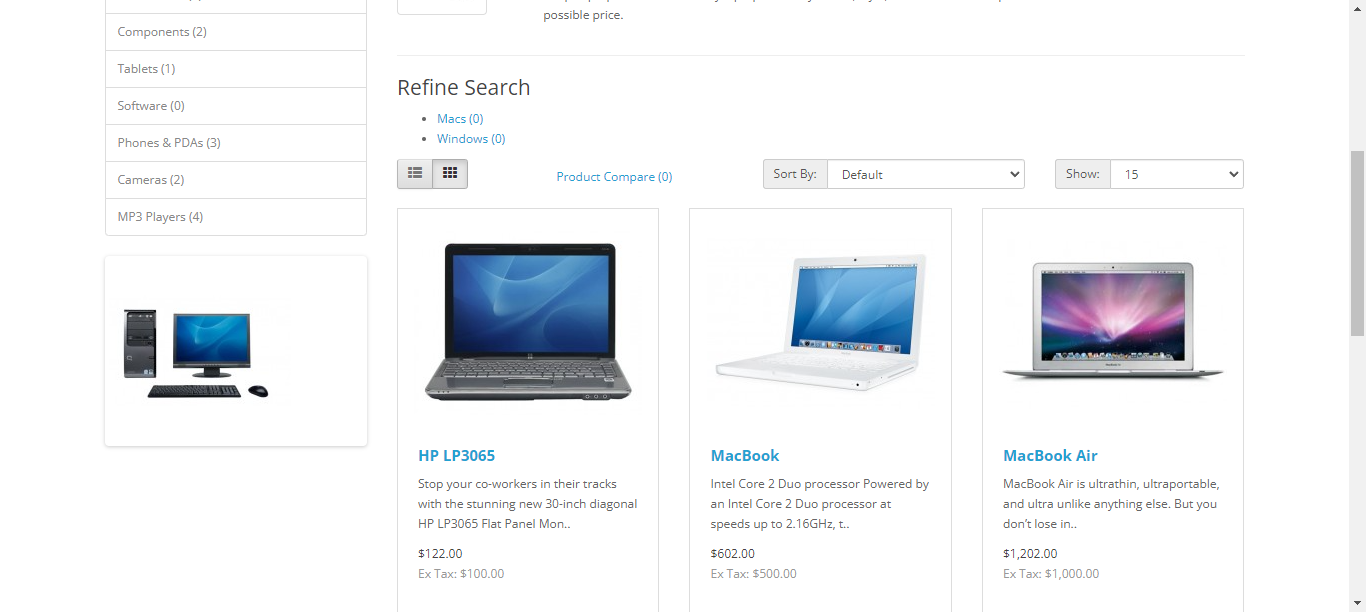 possible price.
Components (2)
Tablets (1)
Software (0)
Phones & PDAs (3)
Cameras (2)
MP3 Players (4)
Refine Search
Macs (0)
Windows (0)
Product Compare (0)
Sort By:
Default
Show:
15
HP LP3065
Stop your co-workers in their tracks
with the stunning new 30-inch diagonal
HP LP3065 Flat Panel Mon..
$122.00
Ex Tax: $100.00
MacBook
Intel Core 2 Duo processor Powered by
an Intel Core 2 Duo processor at
speeds up to 2.16GHz, t..
$602.00
Ex Tax: $500.00
MacBook Air
MacBook Air is ultrathin, ultraportable,
and ultra unlike anything else. But you
don’t lose in..
$1,202.00
Ex Tax: $1,000.00